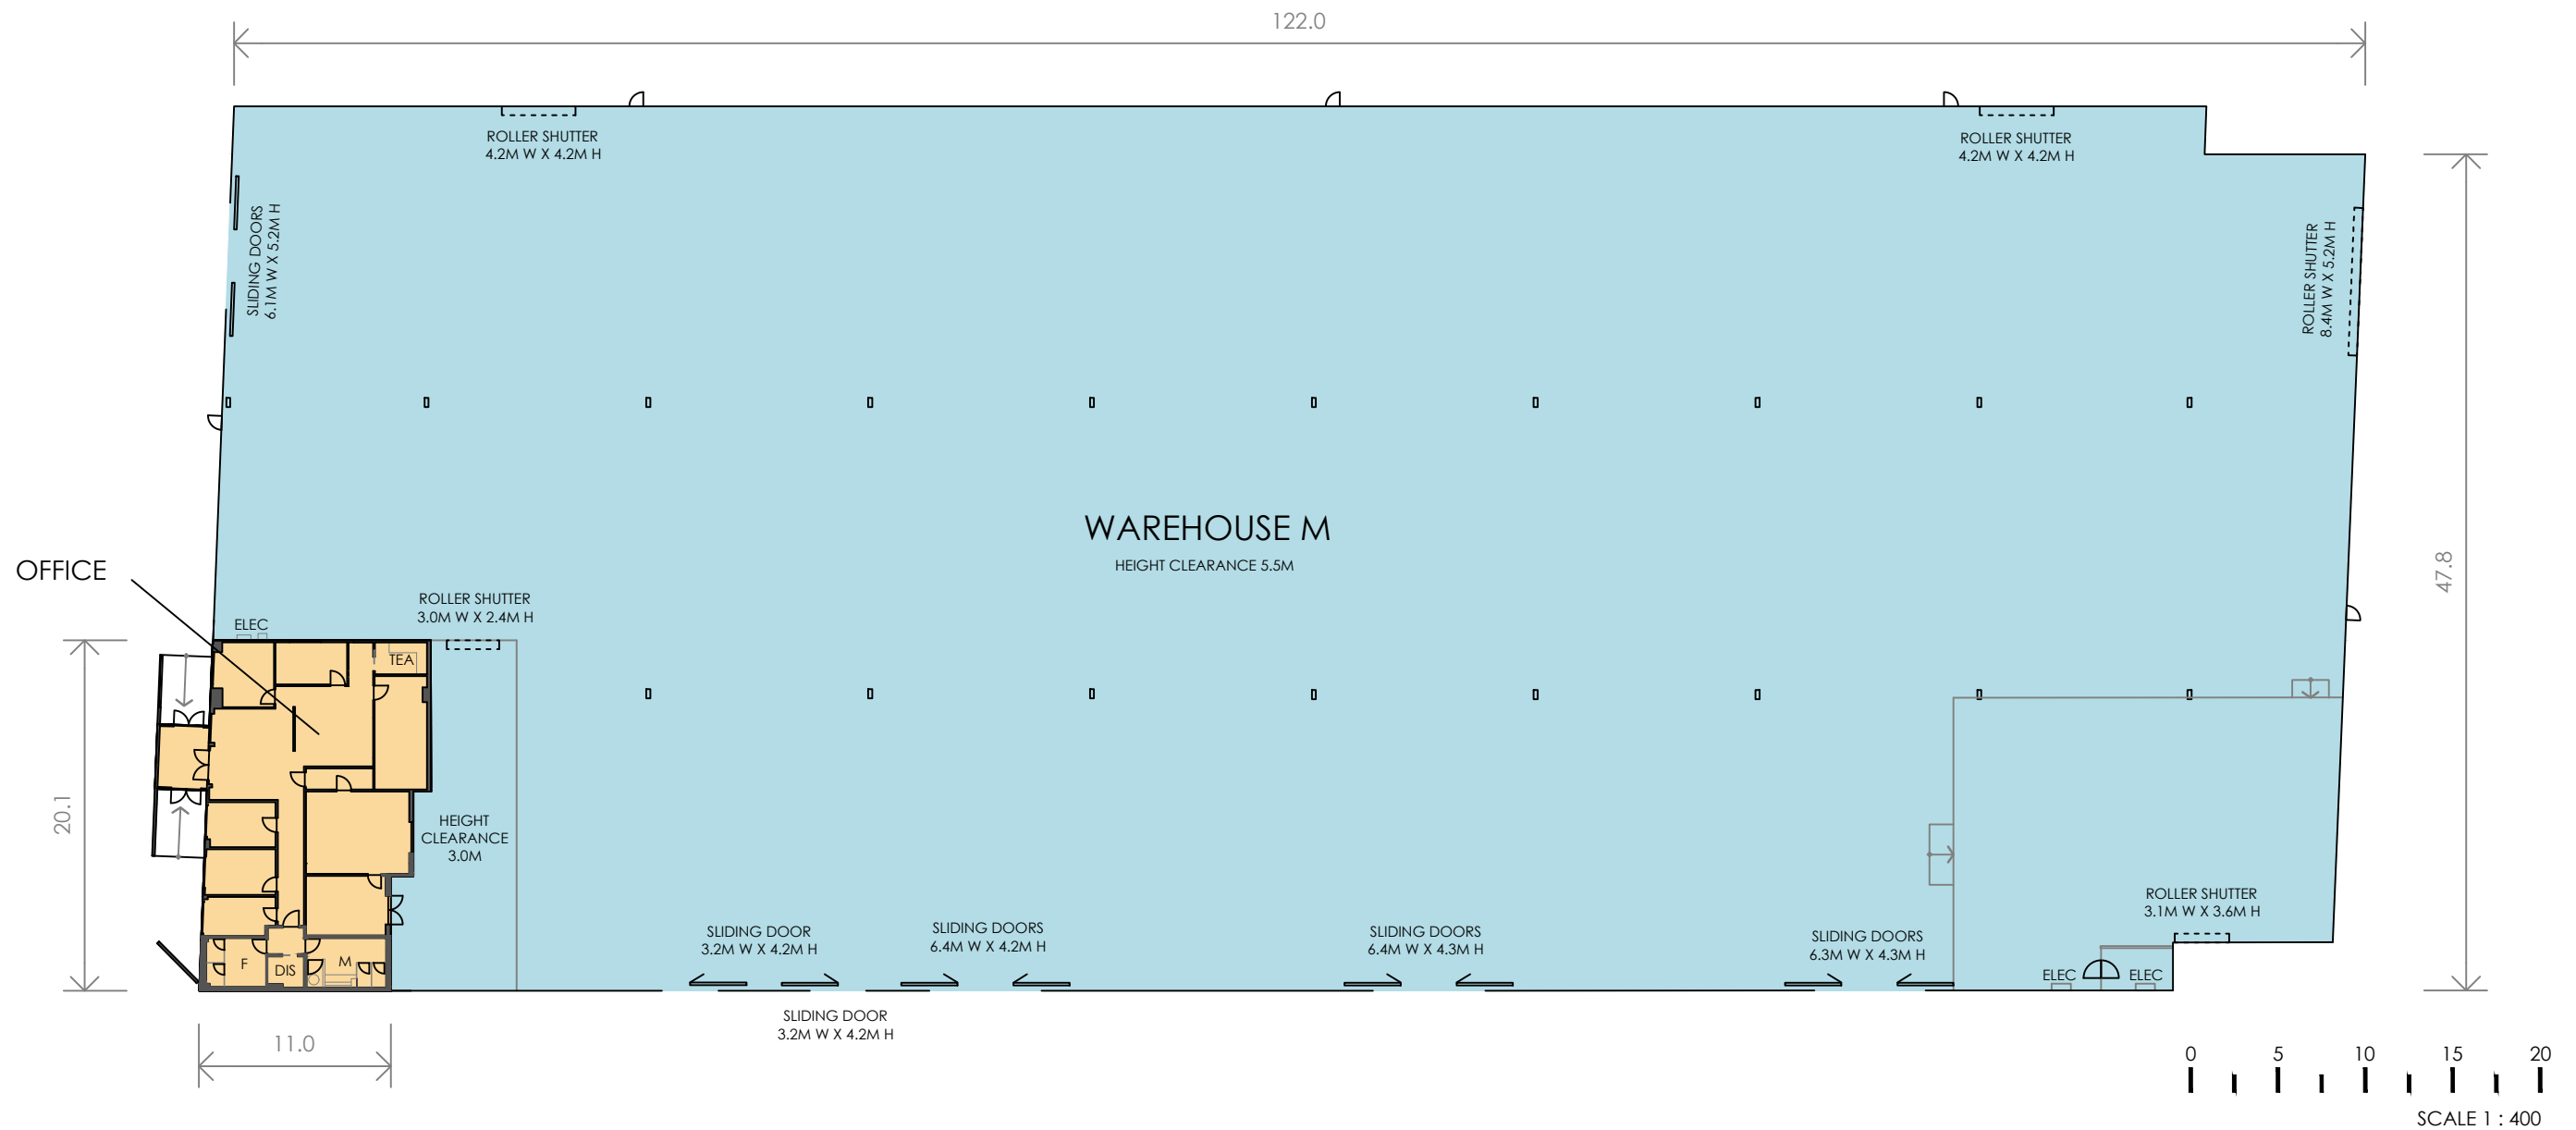 122.0
ROLLER SHUTTER
4.2M W X 4.2M H
ROLLER SHUTTER
4.2M W X 4.2M H
SLIDING DOORS
6.1M W X 5.2M H
ROLLER SHUTTER
8.4M W X 5.2M H
WAREHOUSE M
HEIGHT CLEARANCE 5.5M
47.8
OFFICE
ROLLER SHUTTER
3.0M W X 2.4M H
ELEC
TEA
20.1
HEIGHT
CLEARANCE
3.0M
ROLLER SHUTTER
3.1M W X 3.6M H
SLIDING DOOR
3.2M W X 4.2M H
SLIDING DOORS
6.4M W X 4.2M H
SLIDING DOORS
6.4M W X 4.3M H
SLIDING DOORS
6.3M W X 4.3M H
F
DIS
M
ELEC
ELEC
SLIDING DOOR
3.2M W X 4.2M H
11.0
0 5 10 15 20
SCALE 1 : 400